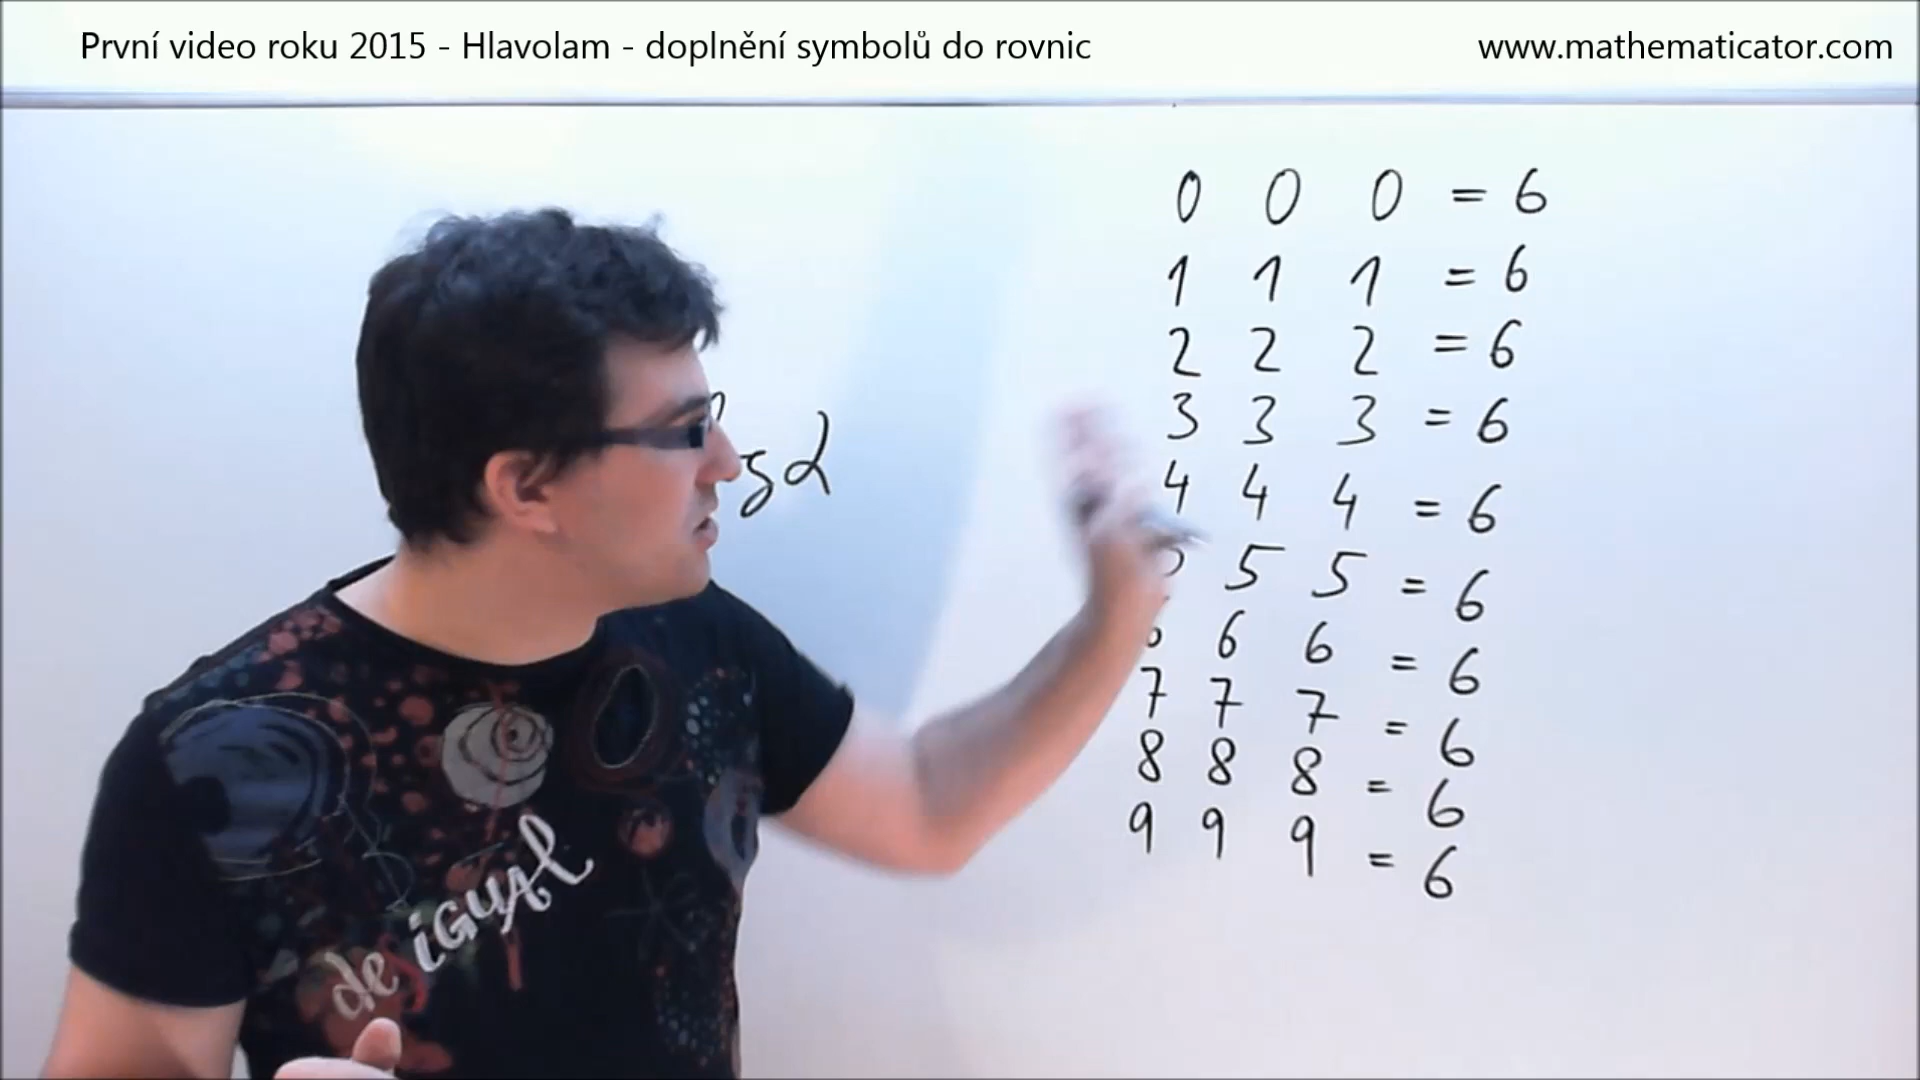 První video roku 2015 - Hlavolam - doplnění symbolů do rovnic
www.mathematicator.com
0 0 0 = 6
1 1 1 = 6
2 2 2 = 6
3 3 3 = 6
4 4 4 = 6
5 5 = 6
6 6 = 6
7 7 7 = 6
8 8 8 = 6
9 9 9 = 6
desigual